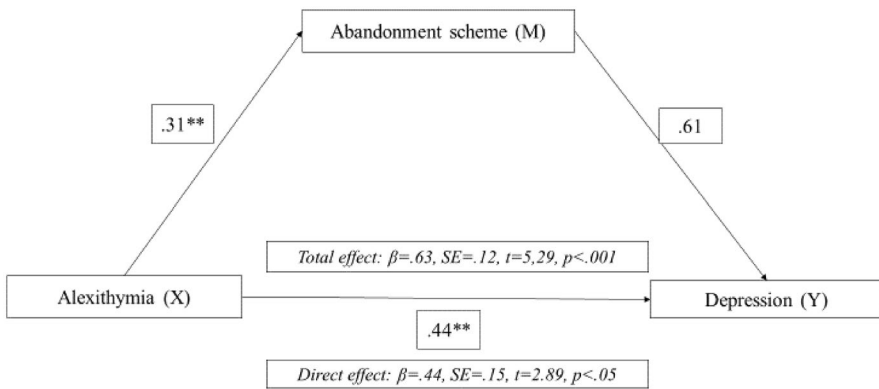 Abandonment scheme (M)
.31**
.61
Total effect: β=.63, SE=.12, t=5,29, p<.001
Alexithymia (X)
Depression (Y)
.44**
Direct effect: β=.44, SE=.15, t=2.89, p<.05